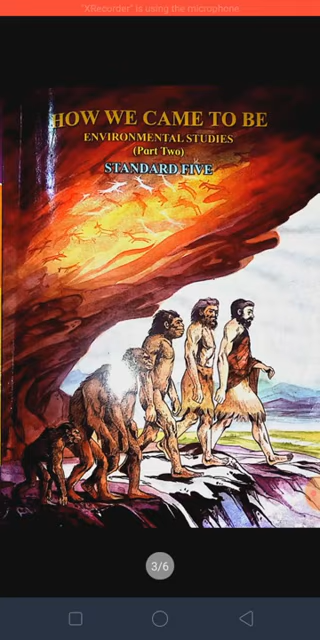 "XRecorder" is using the microphone
HOW WE CAME TO BE
ENVIRONMENTAL STUDIES
(Part Two)
STANDARD FIVE
3/6